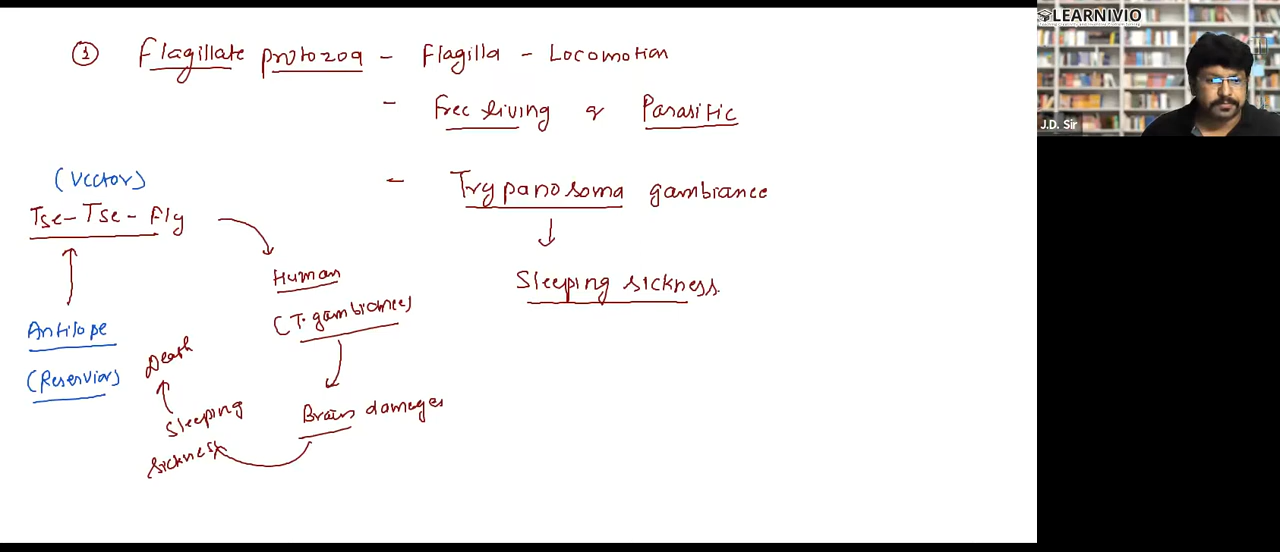 ① Flagillate protozoa - Flagilla - Locomotion
- Free living & Parasitic
- Trypanosoma gambiance
↓
Sleeping sickness
(Vector)
Tse-Tse-Fly
Antilope
(Reserviar)
Human
(T. gambiance)
Brain damages
Sleeping
sickness
Death
LEARNIVIO
J.D. Sir